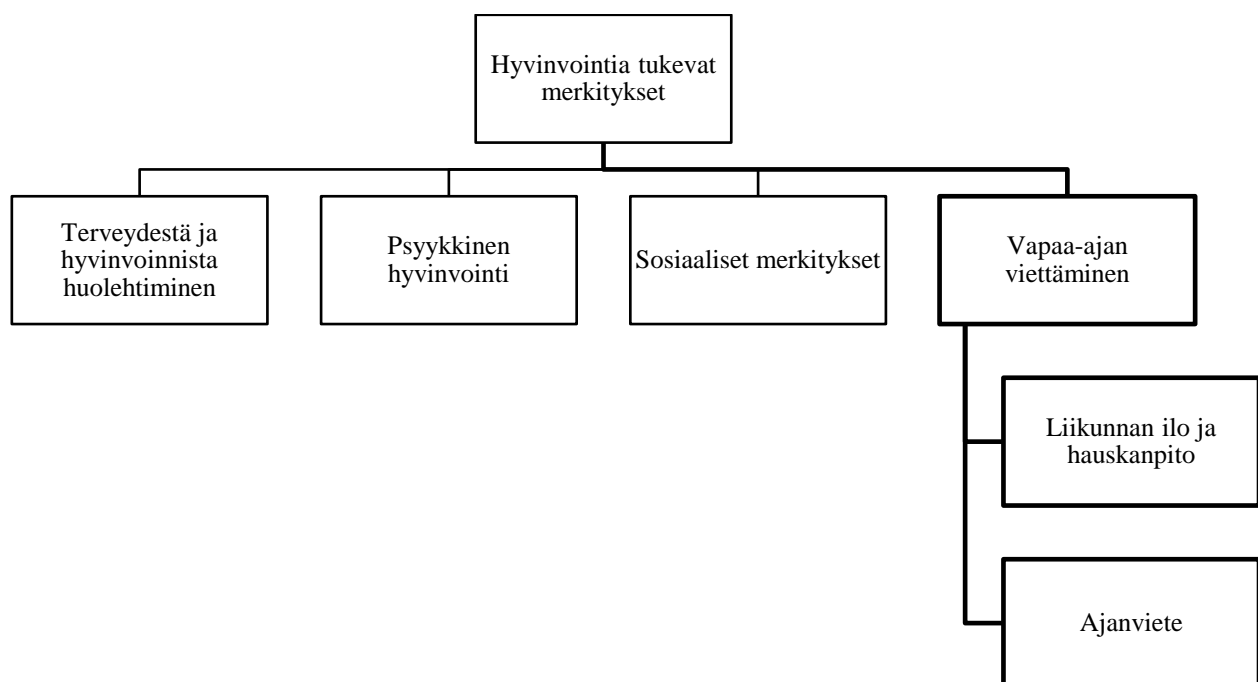 Hyvinvointia tukevat
merkitykset
Terveydestä ja
hyvinvoinnista
huolehtiminen
Psyykkinen
hyvinvointi
Sosiaaliset merkitykset
Vapaa-ajan
viettäminen
Liikunnan ilo ja
hauskanpito
Ajanviete